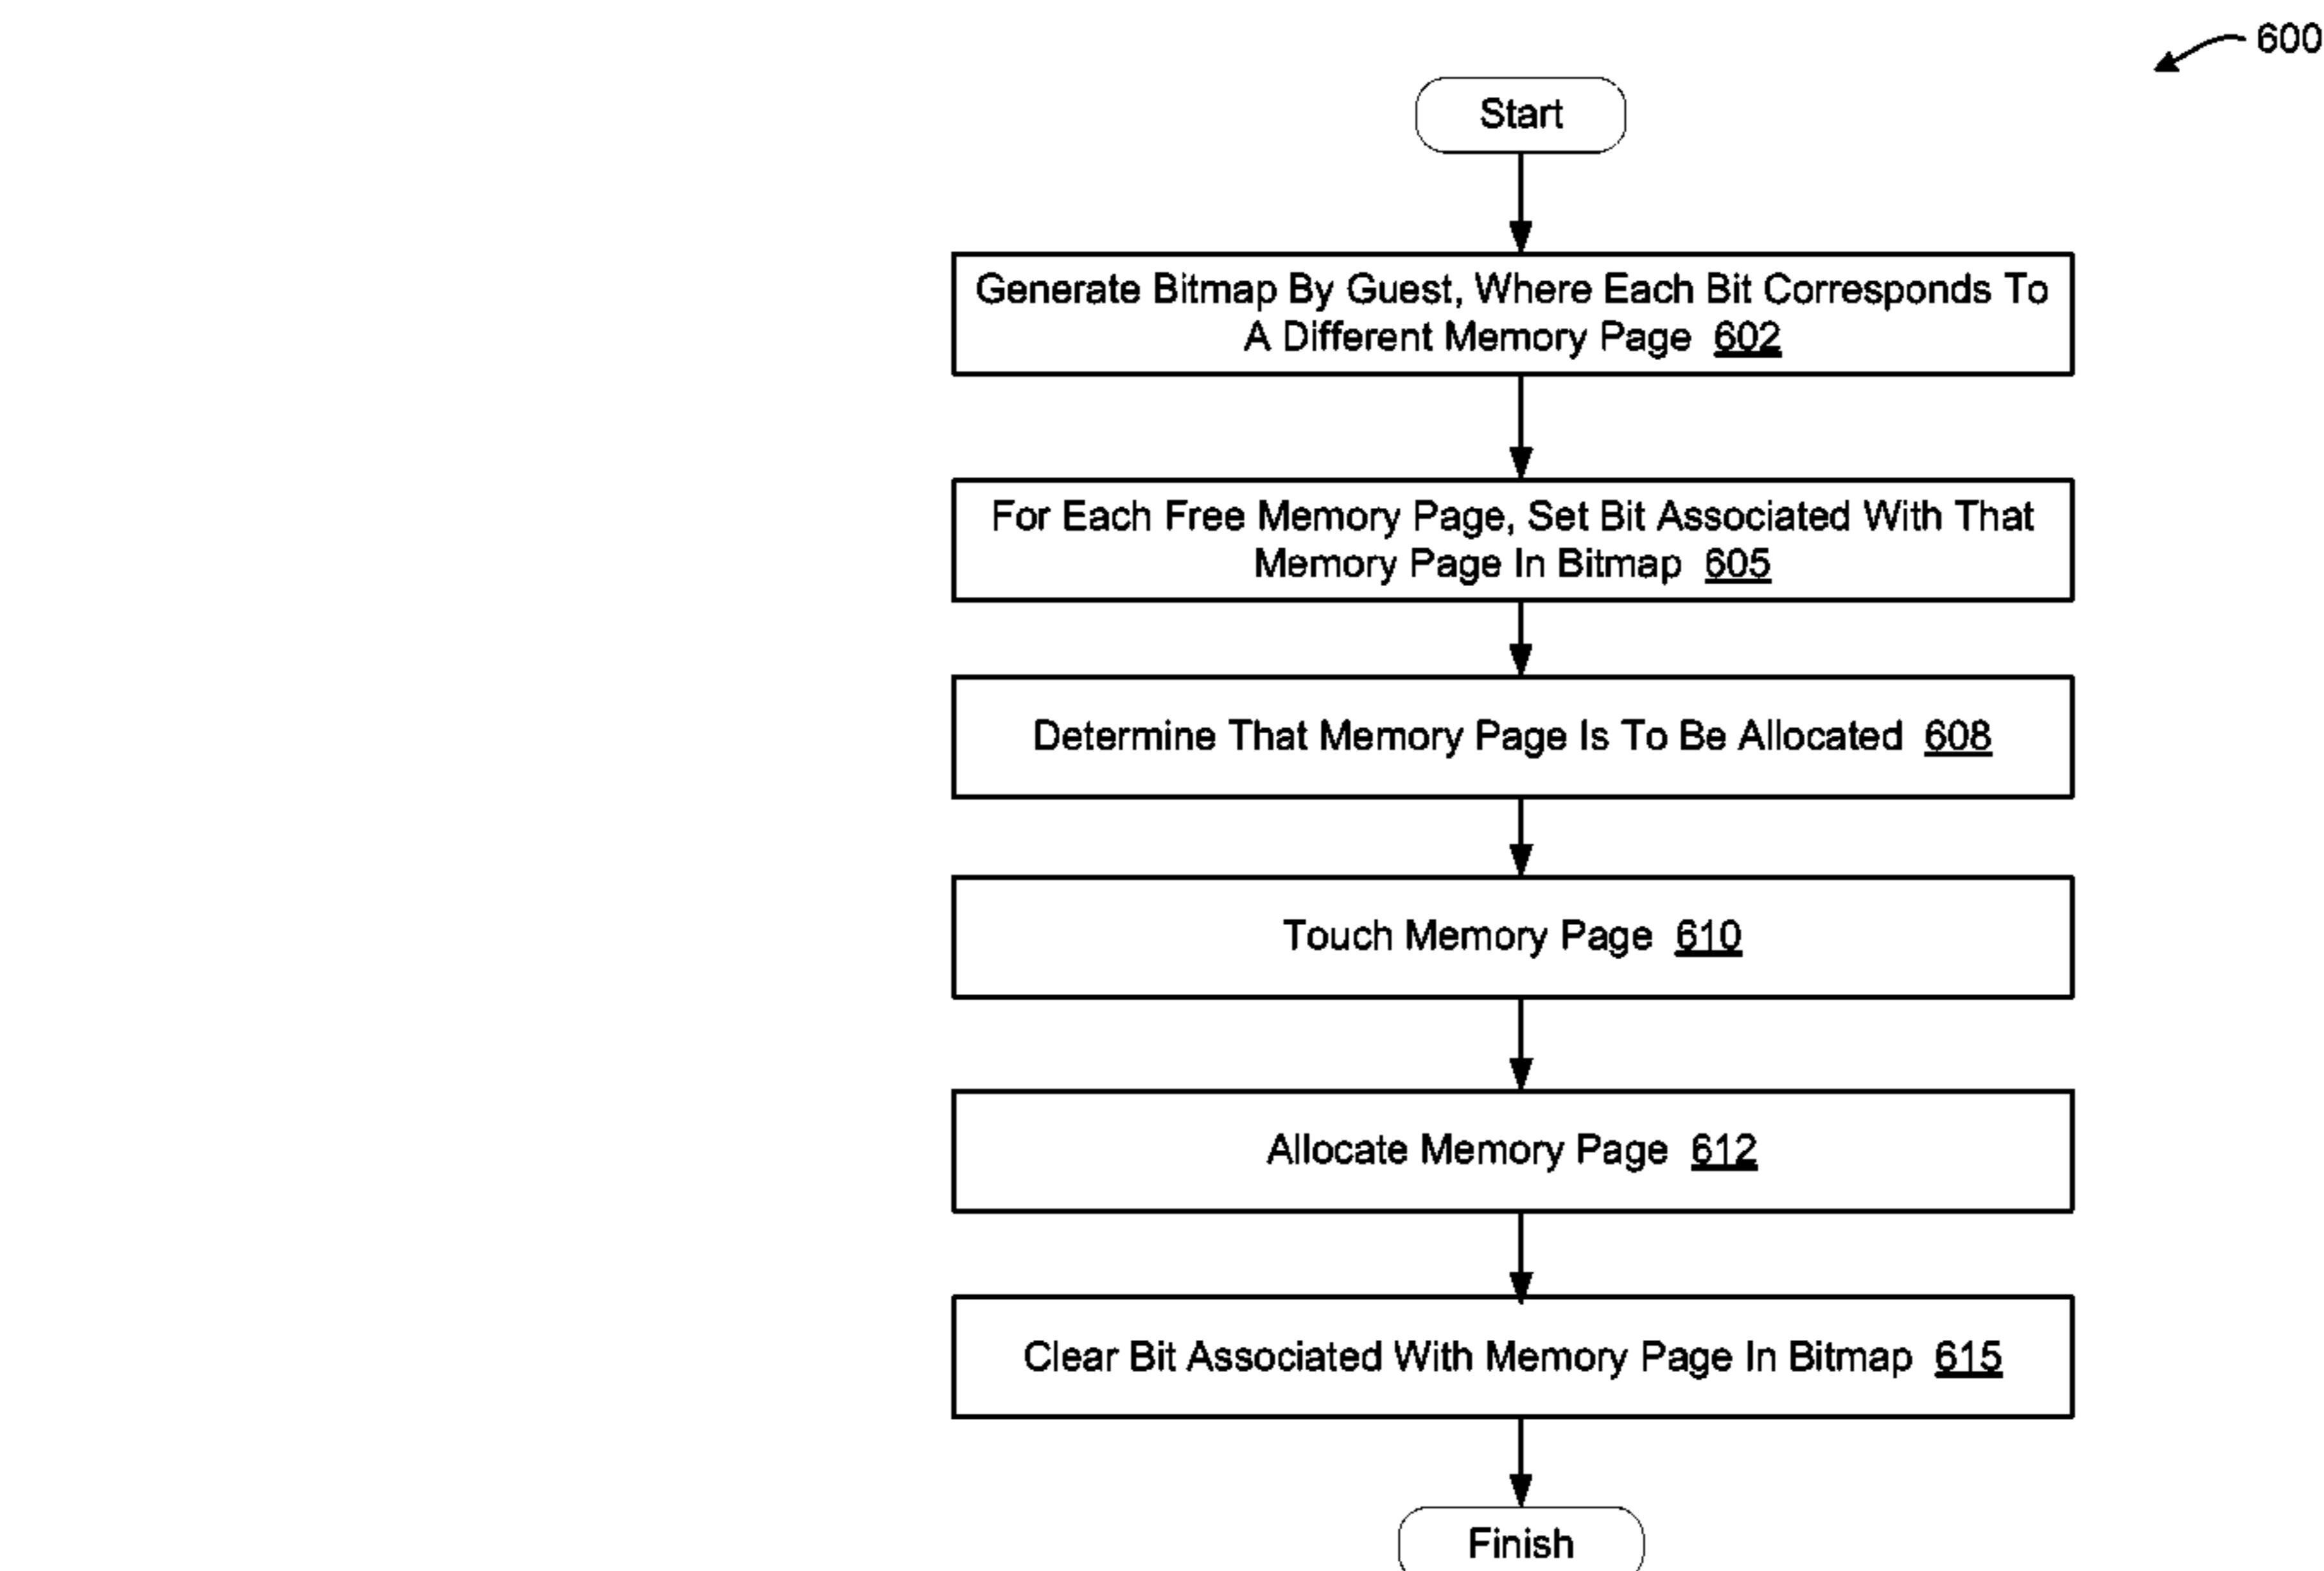 600
Start
Generate Bitmap By Guest, Where Each Bit Corresponds To
A Different Memory Page 602
For Each Free Memory Page, Set Bit Associated With That
Memory Page In Bitmap 605
Determine That Memory Page Is To Be Allocated 608
Touch Memory Page 610
Allocate Memory Page 612
Clear Bit Associated With Memory Page In Bitmap 615
Finish